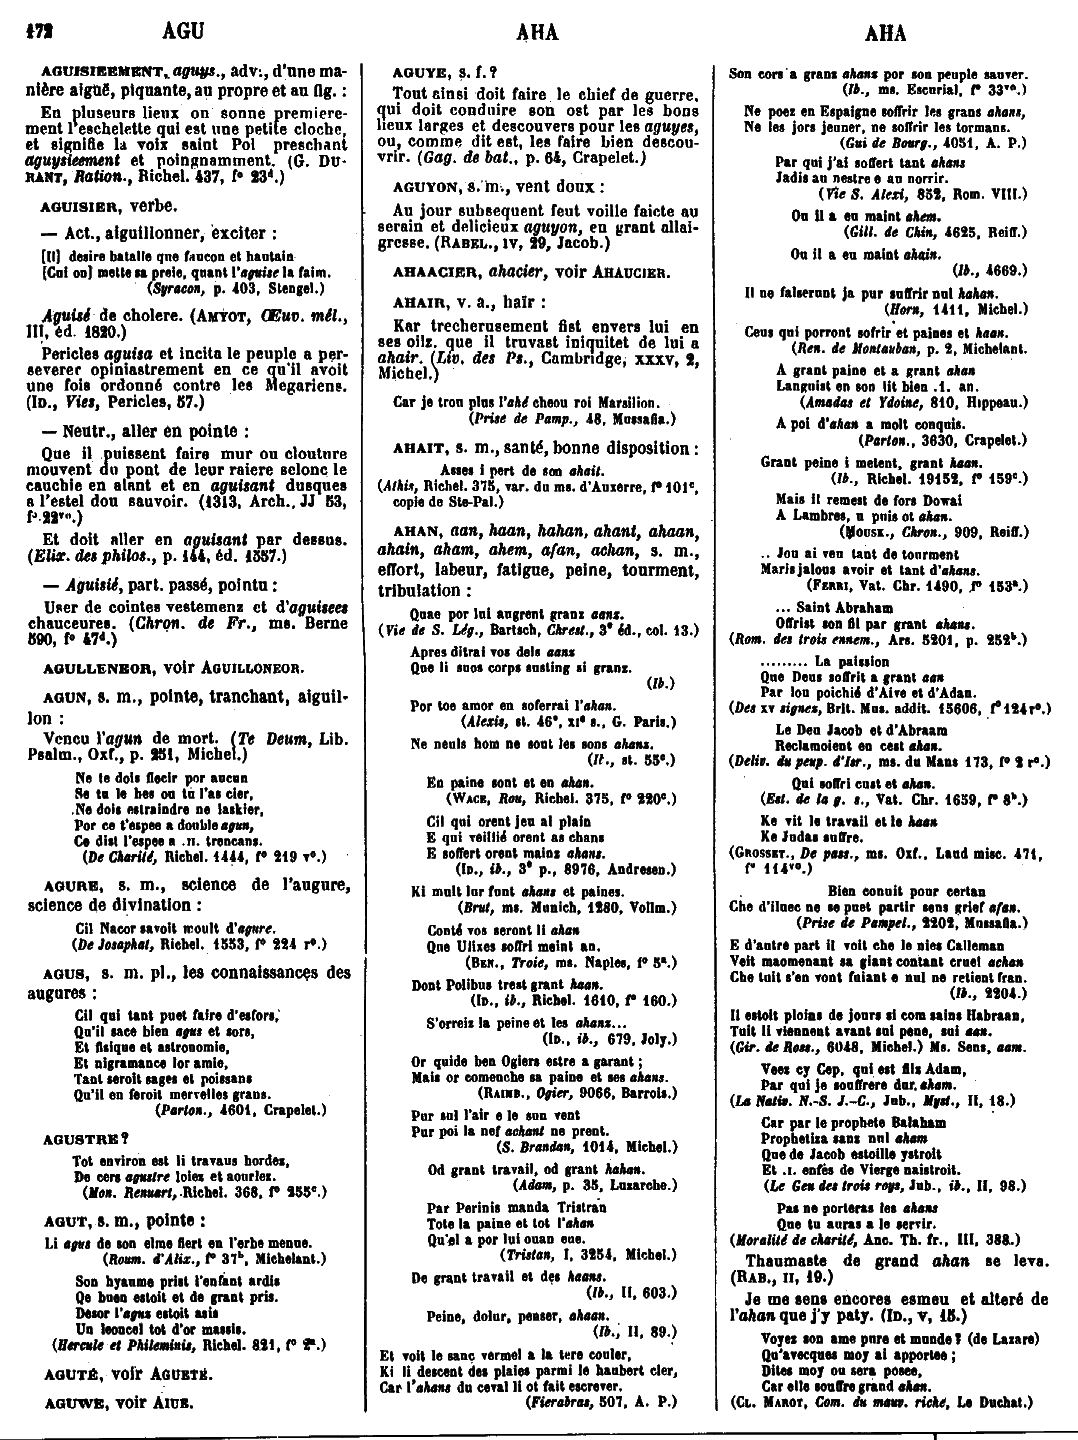 172 AGU AHA AHA
AGUISIEEMENT, aguys., adv., d'une ma-
nière aiguë, piquante, au propre et au fig. :
En pluseurs lieux on sonne premiere-
ment l'eschelette qui est une petite cloche,
et signifie la voix saint Pol preschant
aguysieement et poingnamment. (G. DU-
RANT, Ration., Richel. 437, f° 23d.)
AGUISIER, verbe.
— Act., aiguillonner, exciter :
[Il] desire bataille que faucon et hautain
[Cui on] mette sa preie, quant l'aguise la faim.
(Syracon, p. 403, Stengel.)
Aguisé de cholere. (AMYOT, Œuv. mél.,
III, éd. 1820.)
Pericles aguisa et incita le peuple a per-
severer opiniastrement en ce qu'il avoit
une fois ordonné contre les Megariens.
(ID., Vies, Pericles, 57.)
— Neutr., aller en pointe :
Que il puissent faire mur ou clouture
mouvent du pont de leur raiere selonc le
cauchie en alant et en aguisant dusques
a l'estel dou sauvoir. (1313, Arch., JJ 53,
f° 22vo.)
Et doit aller en aguisant par dessus.
(Elix. des philos., p. 144, éd. 1557.)
— Aguisié, part. passé, pointu :
User de cointes vestemenz et d'aguisees
chauceures. (Chron. de Fr., ms. Berne
590, f° 47d.)
AGULLENEOR, voir AGUILLONEOR.
AGUN, s. m., pointe, tranchant, aiguil-
lon :
Vencu l'agun de mort. (Te Deum, Lib.
Psalm., Oxf., p. 251, Michel.)
Ne te dois flecir por aucun
Se tu le hes ou tu l'as cier,
Ne dois estraindre ne laskier,
Por ce t'espee a double agun,
Ce dist l'espee a .II. trencans.
(De Charité, Richel. 1444, f° 219 v°.)
AGURE, s. m., science de l'augure,
science de divination :
Cil Nacor savoit moult d'agure.
(De Josaphat, Richel. 1553, f° 224 r°.)
AGUS, s. m. pl., les connaissances des
augures :
Cil qui tant puet faire d'esfors,
Qu'il sace bien agus et sors,
Et fisique et astronomie,
Et nigramance lor amie,
Tant seroit sages et poissans
Qu'il en feroit merveilles grans.
(Parton., 4601, Crapelet.)
AGUSTRE?
Tot environ est li travaus bordez,
De cers agustre loiez et aourlez.
(Mon. Renuart, Richel. 368, f° 255c.)
AGUT, s. m., pointe :
Li agus de son elme fiert en l'erbe menue.
(Roum. d'Alix., f° 37b, Michelant.)
Son hyaume prist l'enfant ardis
Qe buen estoit et de grant pris.
Desor l'agus estoit asis
Un leoncel tot d'or massis.
(Hercule et Phileminis, Richel. 821, f° 2a.)
AGUTÉ, voir AGUETÉ.
AGUWE, voir AIUE.
AGUYE, s. f.?
Tout ainsi doit faire le chief de guerre,
qui doit conduire son ost par les bons
lieux larges et descouvers pour les aguyes,
ou, comme dit est, les faire bien descou-
vrir. (Gag. de bat., p. 64, Crapelet.)
AGUYON, s. m., vent doux :
Au jour subsequent feut voille faicte au
serain et delicieux aguyon, en grant allai-
gresse. (RABEL., IV, 29, Jacob.)
AHAACIER, ahacier, voir AHAUCIER.
AHAIR, v. a., haïr :
Kar trecherusement fist envers lui en
ses oilz, que il truvast iniquitet de lui a
ahair. (Liv. des Ps., Cambridge, XXXV, 2,
Michel.)
Car je trou plus l'ahé cheou roi Marsilion.
(Prise de Pamp., 48, Mussafia.)
AHAIT, s. m., santé, bonne disposition :
Asses i pert de son ahait.
(Athis, Richel. 375, var. du ms. d'Auxerre, f° 101c,
copie de Ste-Pal.)
AHAN, aan, haan, hahan, ahant, ahaan,
ahain, aham, ahem, afan, achan, s. m.,
effort, labeur, fatigue, peine, tourment,
tribulation :
Quae por lui augrent granz aanz.
(Vie de S. Lég., Bartsch, Chrest., 3e éd., col. 13.)
Apres ditrai vos dels aanz
Que li suos corps susting si granz.
(Ib.)
Por toe amor en soferrai l'ahan.
(Alexis, st. 46e, XIe s., G. Paris.)
Ne neuls hom ne sout les sons ahanz.
(It., st. 55e.)
En paine sont et en ahan.
(WACE, Rou, Richel. 375, f° 220c.)
Cil qui orent jeu al plain
E qui veillié orent as chans
E soffert orent mainz ahans.
(ID., ib., 3e p., 8976, Andresen.)
Ki mult lur funt ahans et paines.
(Brut, ms. Munich, 1280, Vollm.)
Conté vos seront li ahan
Que Ulixes soffri meint an.
(BEN., Troie, ms. Naples, f° 5a.)
Dont Polibus trest grant haan.
(ID., ib., Richel. 1610, f° 160.)
S'orreiz la peine et les ahanz...
(ID., ib., 679, Joly.)
Or quide ben Ogiers estre a garant ;
Mais or comenche sa paine et ses ahans.
(RAIMB., Ogier, 9066, Barrois.)
Pur sul l'air e le sun vent
Pur poi la nef achant ne prent.
(S. Brandan, 1014, Michel.)
Od grant travail, od grant hahan.
(Adam, p. 35, Luzarche.)
Par Perinis manda Tristran
Tote la paine et tot l'ahan
Qu'el a por lui ouan eue.
(Tristan, I, 3254, Michel.)
De grant travail et des haans.
(Ib., II, 603.)
Peine, dolur, penser, ahaan.
(Ib., II, 89.)
Et voit le sanc vermel a la tere couler,
Ki li descent des plaies parmi le haubert cler,
Car l'ahans du ceval li ot fait escrever.
(Fierabras, 507, A. P.)
Son cors a granz ahanz por son peuple sauver.
(Ib., ms. Escurial, f° 33vo.)
Ne poez en Espaigne soffrir les grans ahans,
Ne les jors jeuner, ne soffrir les tormans.
(Gui de Bourg., 4051, A. P.)
Par qui j'ai soffert tant ahans
Jadis au nestre e au norrir.
(Vie S. Alexi, 852, Rom. VIII.)
Ou il a eu maint ahem.
(Gill. de Chin, 4625, Reiff.)
Ou il a eu maint ahain.
(Ib., 4669.)
Il ne falserunt ja pur suffrir nul hahan.
(Horn, 1411, Michel.)
Ceus qui porront sofrir et paines et haan.
(Ren. de Montauban, p. 2, Michelant.
A grant paine et a grant ahan
Languist en son lit bien .I. an.
(Amadas et Ydoine, 810, Hippeau.)
A poi d'ahan a molt conquis.
(Parton., 3630, Crapelet.)
Grant peine i metent, grant haan.
(Ib., Richel. 19152, f° 159c.)
Mais il remest de fors Dowai
A Lambres, u puis ot ahan.
(MOUSK., Chron., 909, Reiff.)
.. Jou ai veu tant de tourment
Maris jalous avoir et tant d'ahans.
(FERRI, Vat. Chr. 1490, f° 153a.)
... Saint Abraham
Offrist son fil par grant ahans.
(Rom. des trois ennem., Ars. 5201, p. 252b.)
......... La paission
Que Deus soffrit a grant aan
Par lou poichié d'Aive et d'Adan.
(Des XV signez, Brit. Mus. addit. 15606, f° 124r°.)
Le Deu Jacob et d'Abraam
Reclamoient en cest ahan.
(Deliv. du peup. d'Isr., ms. du Mans 173, f° 2 r°.)
Qui soffri cust et ahan.
(Est. de la g. s., Vat. Chr. 1659, f° 8b.)
Ke vit le travail et le haan
Ke Judas suffre.
(GROSSET., De pass., ms. Oxf., Laud misc. 471,
f° 114vo.)
Bien conuit pour certan
Che d'iluec ne se puet partir sens grief afan.
(Prise de Pampel., 2202, Mussafia.)
E d'autre part il voit che le nies Calleman
Veit maomenant sa giant contant cruel achan
Che tuit s'en vont fuiant e nul ne retient fran.
(Ib., 2204.)
Il estoit ploins de jours si com sains Habraan,
Tuit li viennent avant sui pene, sui aan.
(Gir. de Ross., 6048, Michel.) Ms. Sens, aam.
Veez cy Cep, qui est filz Adam,
Par qui je souffrere dur, aham.
(La Nativ. N.-S. J.-C., Jub., Myst., II, 18.)
Car par le prophete Balaham
Prophetiza sanz nul aham
Que de Jacob estoille ystroit
Et .I. enfés de Vierge naistroit.
(Le Geu des trois roys, Jub., ib., II, 98.)
Pas ne porteras les ahans
Que tu auras a le servir.
(Moralité de charité, Anc. Th. fr., III, 388.)
Thaumaste de grand ahan se leva.
(RAB., II, 19.)
Je me sens encores esmeu et alteré de
l'ahan que j'y paty. (ID., V, 15.)
Voyez son ame pure et munde? (de Lazare)
Qu'avecques moy ai apportee ;
Dites moy ou sera posee,
Car elle souffre grand ahan.
(CL. MAROT, Com. du mauv. riche, Le Duchat.)